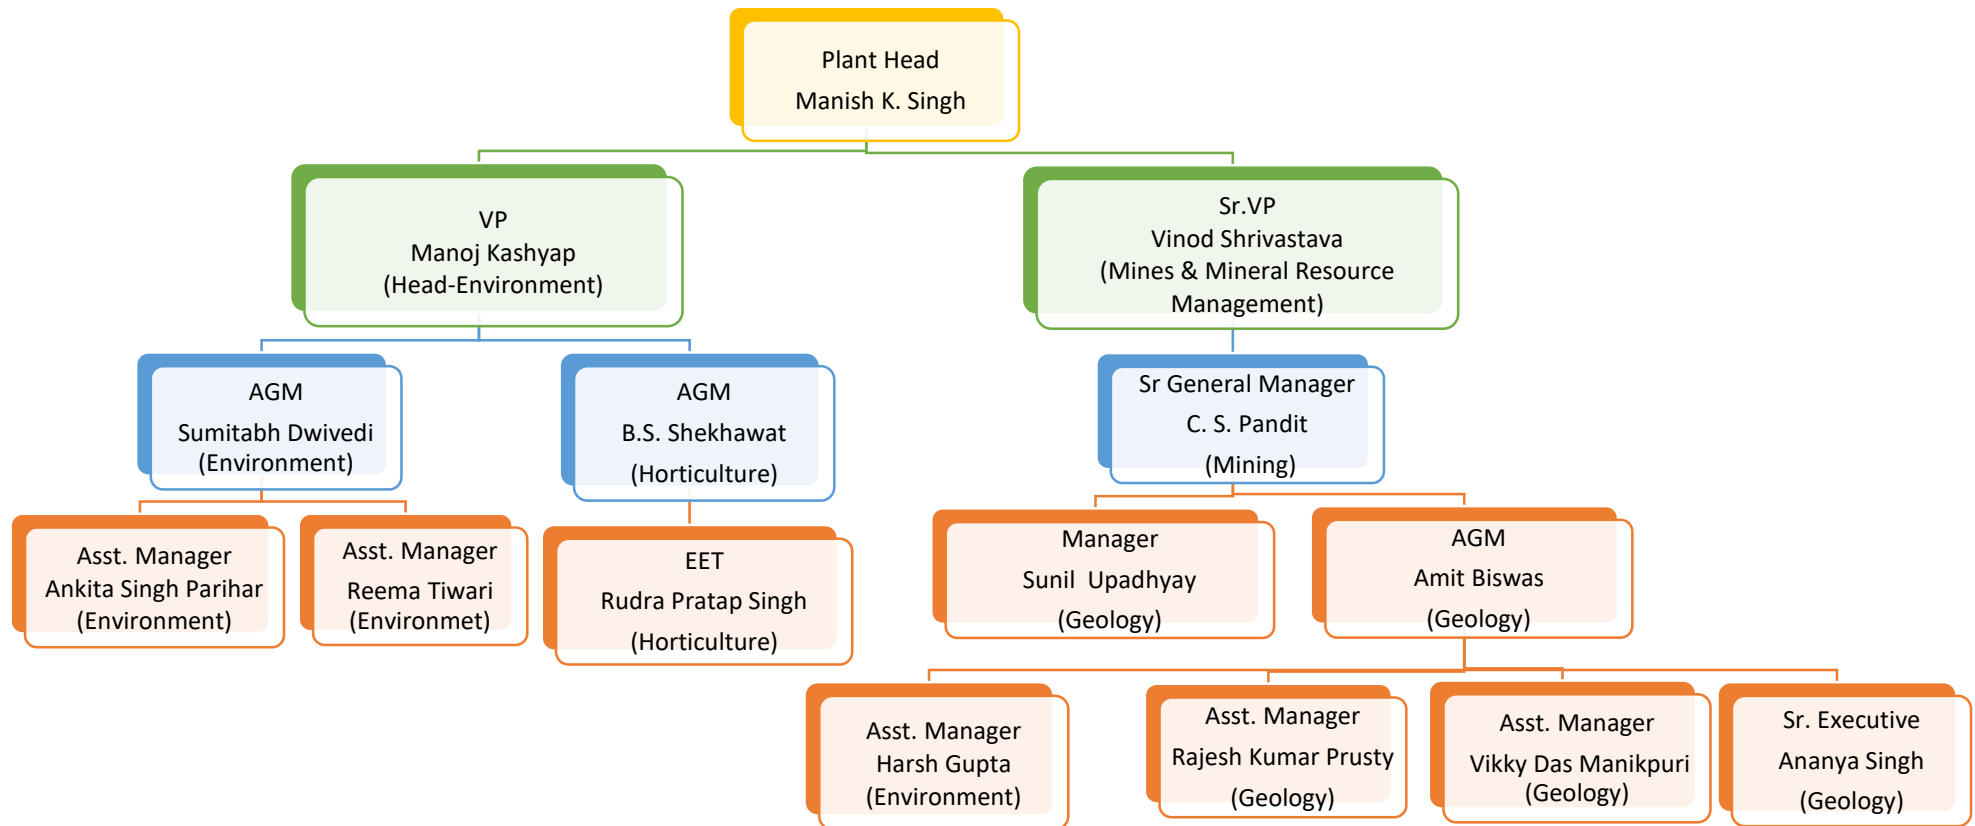 Plant Head
Manish K. Singh
VP
Manoj Kashyap
(Head-Environment)
Sr.VP
Vinod Shrivastava
(Mines & Mineral Resource
Management)
AGM
Sumitabh Dwivedi
(Environment)
AGM
B.S. Shekhawat
(Horticulture)
Sr General Manager
C. S. Pandit
(Mining)
Asst. Manager
Ankita Singh Parihar
(Environment)
Asst. Manager
Reema Tiwari
(Environmet)
EET
Rudra Pratap Singh
(Horticulture)
Manager
Sunil  Upadhyay
(Geology)
AGM
Amit Biswas
(Geology)
Asst. Manager
Harsh Gupta
(Environment)
Asst. Manager
Rajesh Kumar Prusty
(Geology)
Asst. Manager
Vikky Das Manikpuri
(Geology)
Sr. Executive
Ananya Singh
(Geology)